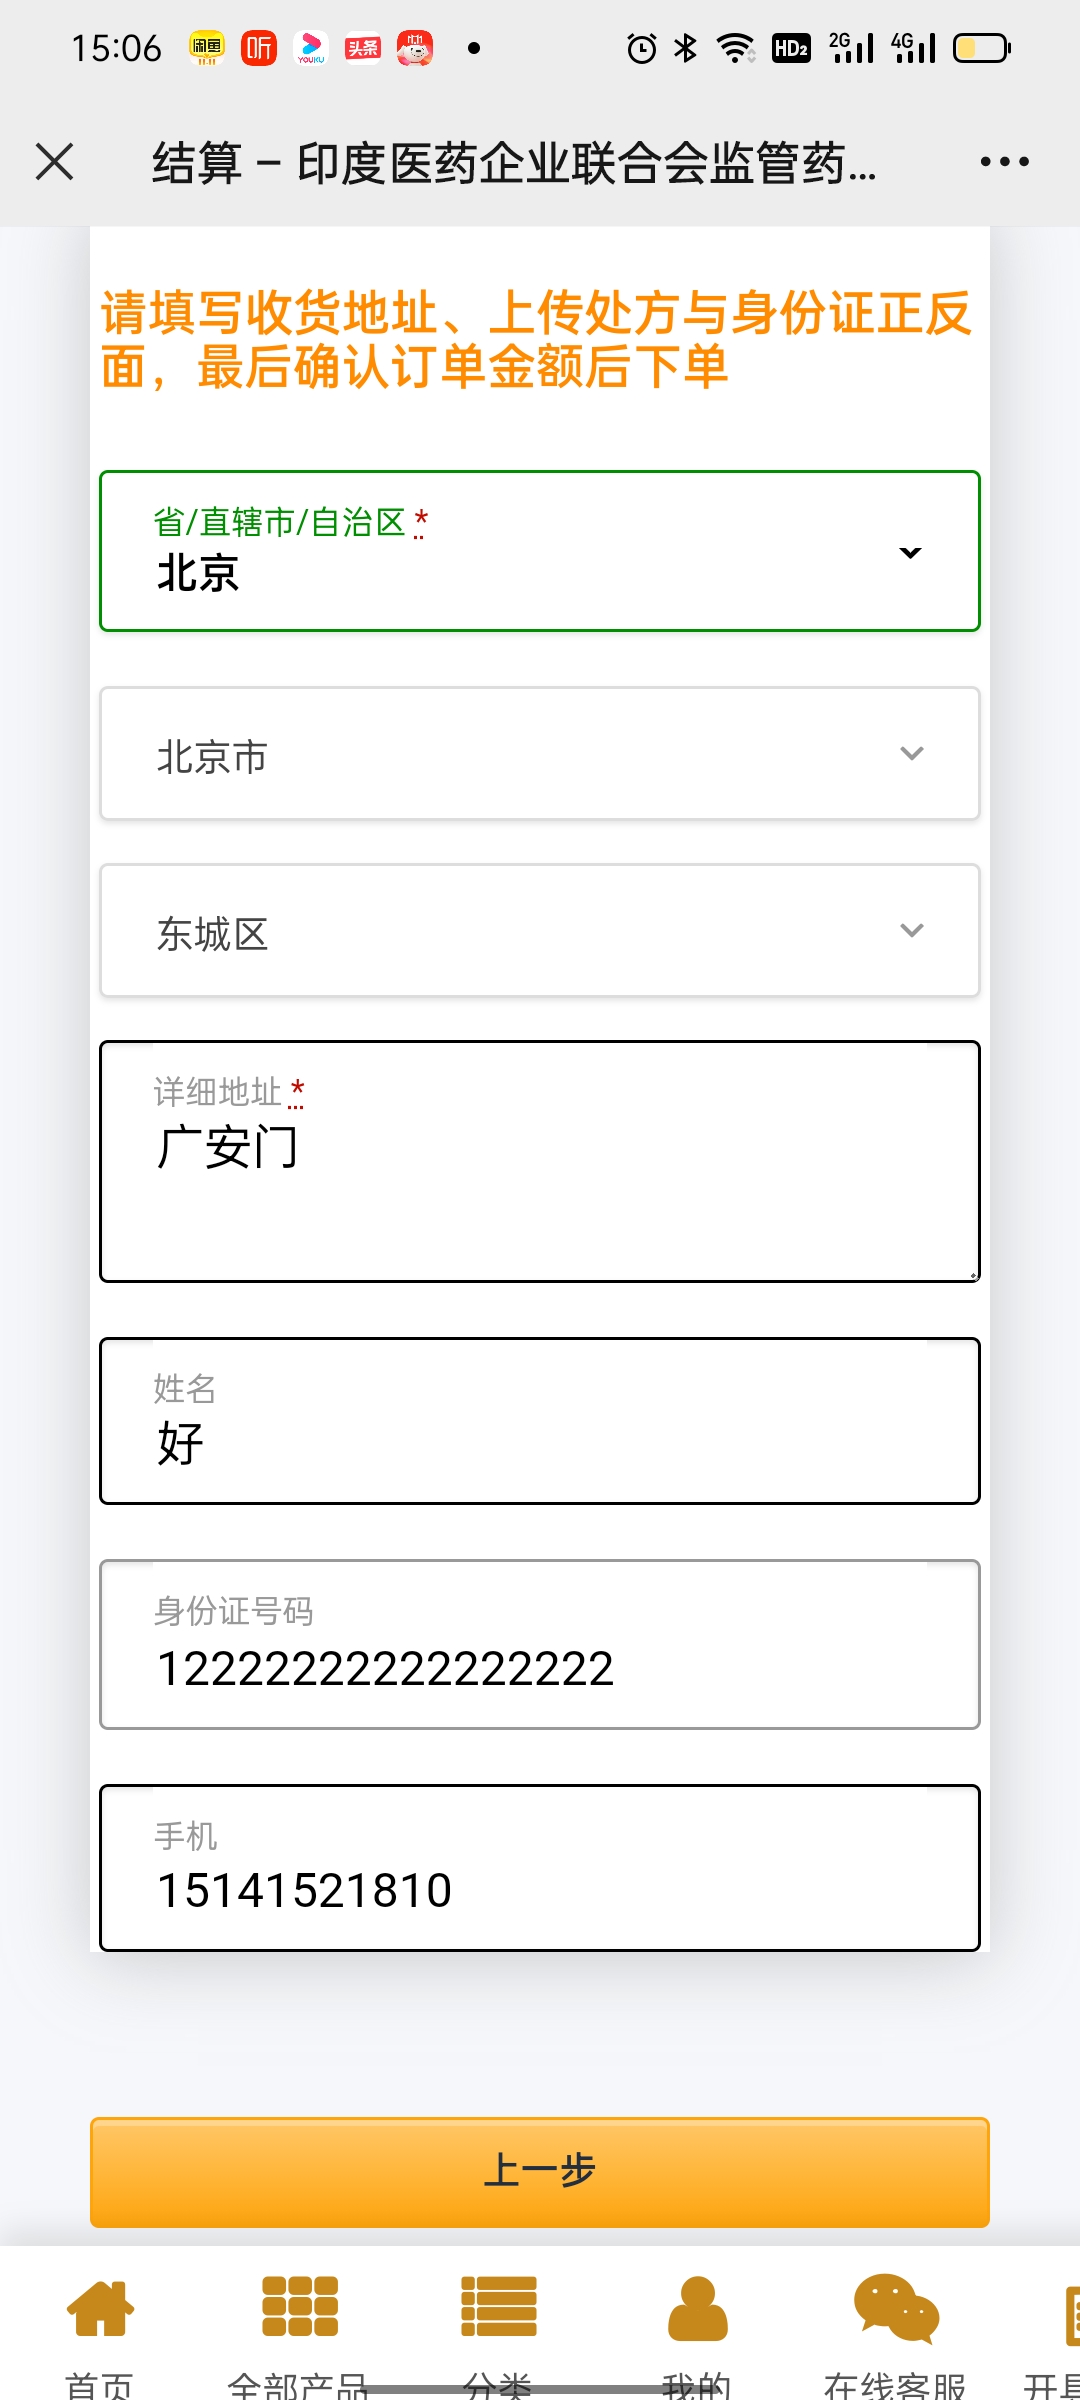 15:06
闲鱼
听
YOUKU
头条
HD2
2G
4G
结算 – 印度医药企业联合会监管药...
请填写收货地址、上传处方与身份证正反
面，最后确认订单金额后下单
省/直辖市/自治区 *
北京
北京市
东城区
详细地址 *
广安门
姓名
好
身份证号码
12222222222222222
手机
15141521810
上一步
首页
全部产品
分类
我的
在线客服